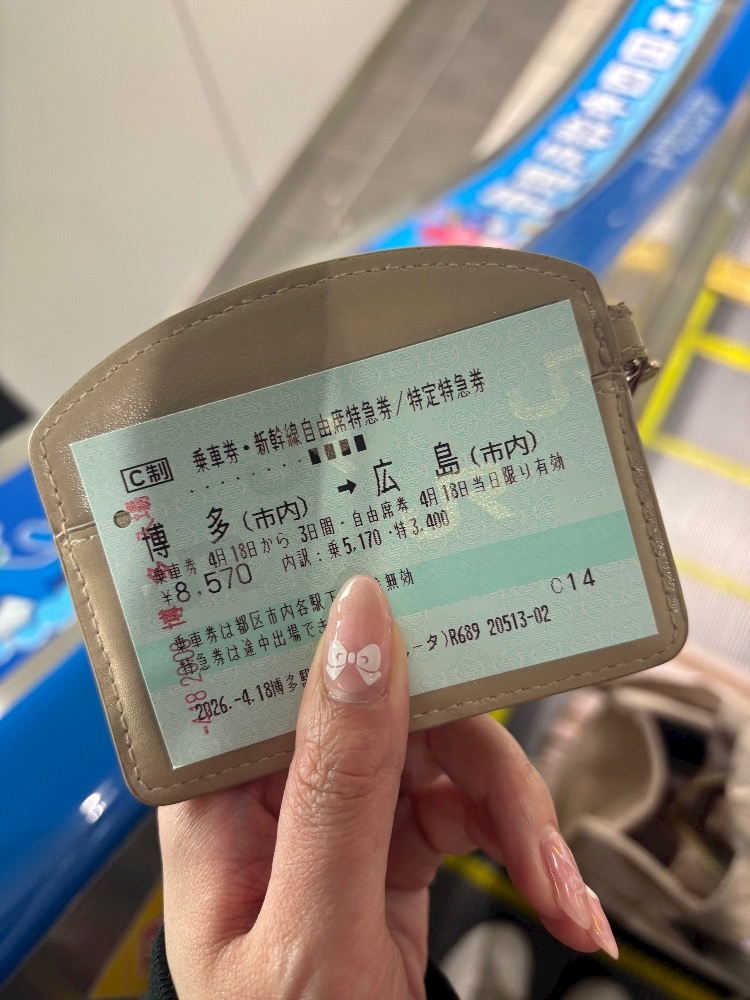 C制 乗車券・新幹線自由席特急券/特定特急券
博 多(市内) → 広 島(市内)
乗車券 4月18日から 3日間・自由席券 4月18日当日限り有効
¥8,570 内訳:乗5,170・特3,400
乗車券は都区市内各駅下 無効
特急券は途中出場でき
2026.-4.18博多駅 タ)R689 20513-02
C14